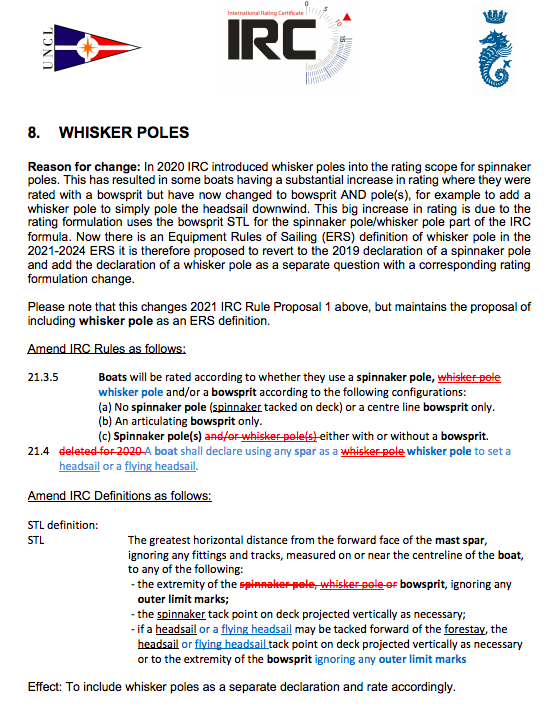 UNCL
International Rating Certificate
IRC
0
5
10
15
8. WHISKER POLES
Reason for change: In 2020 IRC introduced whisker poles into the rating scope for spinnaker
poles. This has resulted in some boats having a substantial increase in rating where they were
rated with a bowsprit but have now changed to bowsprit AND pole(s), for example to add a
whisker pole to simply pole the headsail downwind. This big increase in rating is due to the
rating formulation uses the bowsprit STL for the spinnaker pole/whisker pole part of the IRC
formula. Now there is an Equipment Rules of Sailing (ERS) definition of whisker pole in the
2021-2024 ERS it is therefore proposed to revert to the 2019 declaration of a spinnaker pole
and add the declaration of a whisker pole as a separate question with a corresponding rating
formulation change.
Please note that this changes 2021 IRC Rule Proposal 1 above, but maintains the proposal of
including whisker pole as an ERS definition.
Amend IRC Rules as follows:
21.3.5 Boats will be rated according to whether they use a spinnaker pole, whisker pole
whisker pole and/or a bowsprit according to the following configurations:
(a) No spinnaker pole (spinnaker tacked on deck) or a centre line bowsprit only.
(b) An articulating bowsprit only.
(c) Spinnaker pole(s) and/or whisker pole(s) either with or without a bowsprit.
21.4 deleted for 2020 A boat shall declare using any spar as a whisker pole whisker pole to set a
headsail or a flying headsail.
Amend IRC Definitions as follows:
STL definition:
STL The greatest horizontal distance from the forward face of the mast spar,
ignoring any fittings and tracks, measured on or near the centreline of the boat,
to any of the following:
- the extremity of the spinnaker pole, whisker pole or bowsprit, ignoring any
outer limit marks;
- the spinnaker tack point on deck projected vertically as necessary;
- if a headsail or a flying headsail may be tacked forward of the forestay, the
headsail or flying headsail tack point on deck projected vertically as necessary
or to the extremity of the bowsprit ignoring any outer limit marks
Effect: To include whisker poles as a separate declaration and rate accordingly.